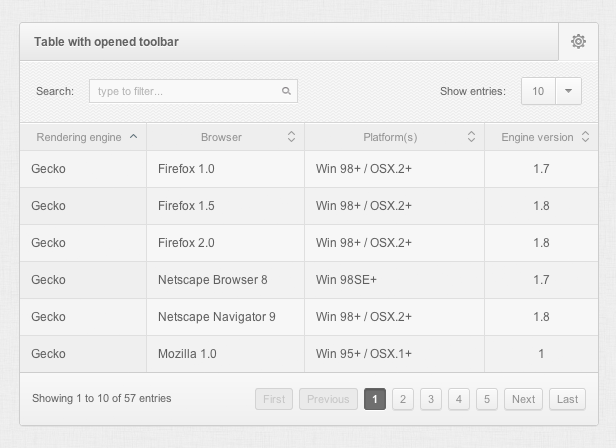 Table with opened toolbar
Search: type to filter... Show entries: 10
Rendering engine Browser Platform(s) Engine version
Gecko Firefox 1.0 Win 98+ / OSX.2+ 1.7
Gecko Firefox 1.5 Win 98+ / OSX.2+ 1.8
Gecko Firefox 2.0 Win 98+ / OSX.2+ 1.8
Gecko Netscape Browser 8 Win 98SE+ 1.7
Gecko Netscape Navigator 9 Win 98+ / OSX.2+ 1.8
Gecko Mozilla 1.0 Win 95+ / OSX.1+ 1
Showing 1 to 10 of 57 entries First Previous 1 2 3 4 5 Next Last